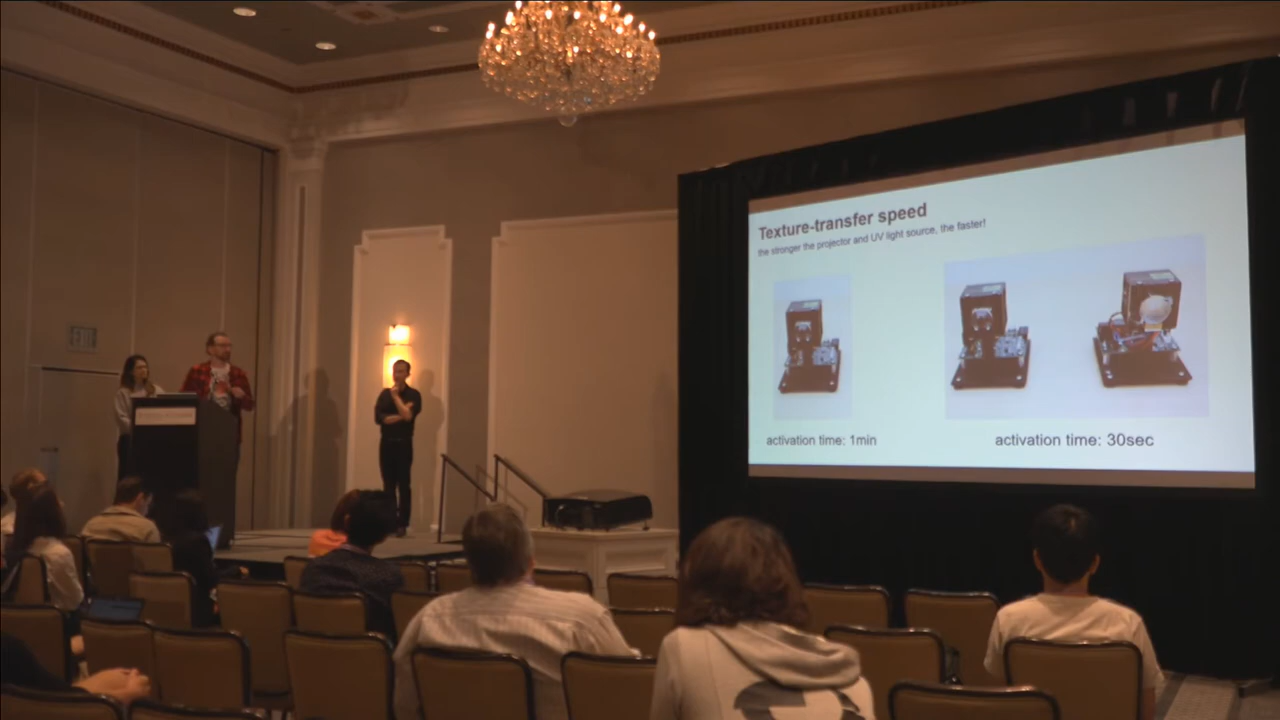 Texture-transfer speed
the stronger the projector and UV light source, the faster!
activation time: 1min
activation time: 30sec